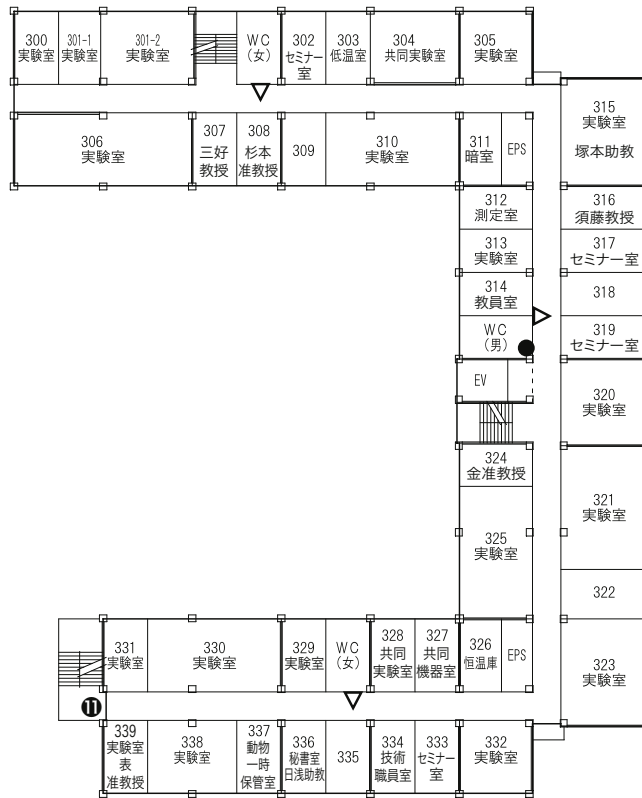 300
実験室
301-1
実験室
301-2
実験室
WC
(女)
302
セミナー
室
303
低温室
304
共同実験室
305
実験室
306
実験室
307
三好
教授
308
杉本
准教授
309
310
実験室
311
暗室
EPS
315
実験室
塚本助教
312
測定室
316
須藤教授
313
実験室
317
セミナー室
314
教員室
318
WC
(男)
319
セミナー室
EV
320
実験室
324
金准教授
321
実験室
325
実験室
322
331
実験室
330
実験室
329
実験室
WC
(女)
328
共同
実験室
327
共同
機器室
326
恒温庫
EPS
323
実験室
11
339
実験室
表
准教授
338
実験室
337
動物
一時
保管室
336
秘書室
日浅助教
335
334
技術
職員室
333
セミナー
室
332
実験室